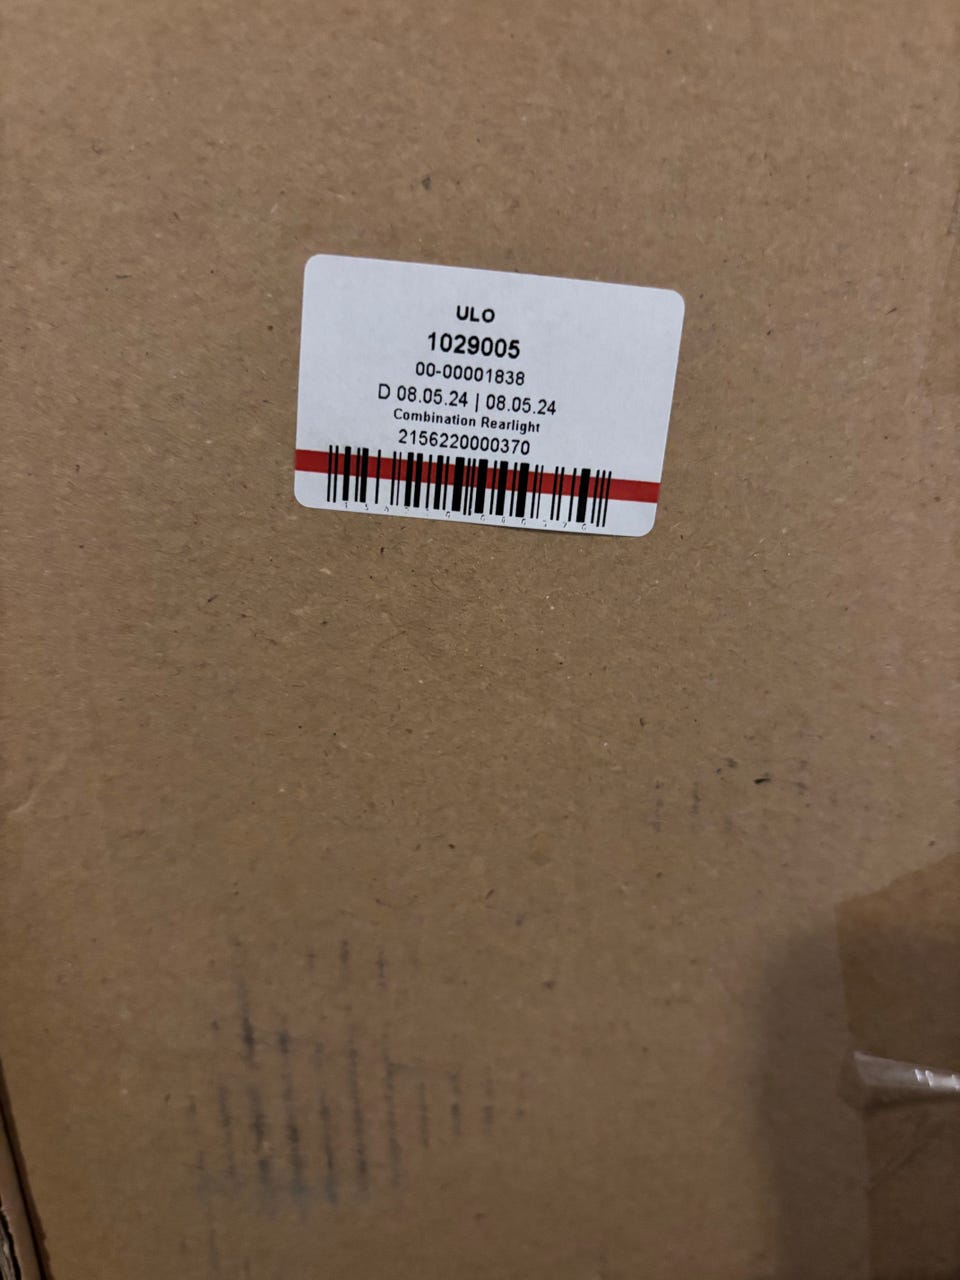 ULO
1029005
00-00001838
D 08.05.24 | 08.05.24
Combination Rearlight
2156220000370